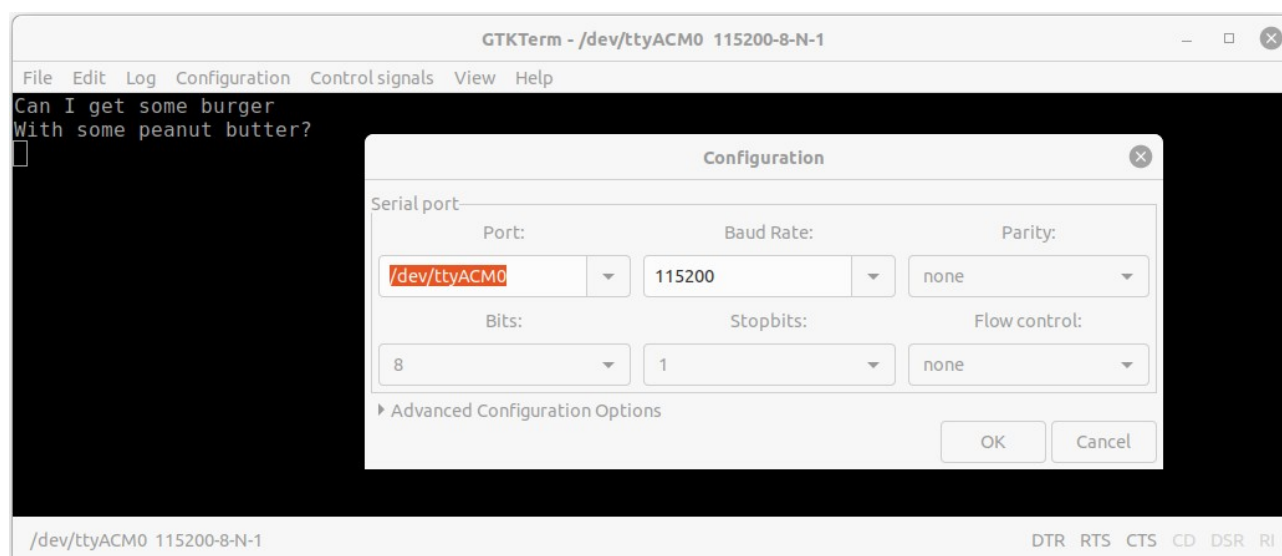 GTKTerm - /dev/ttyACM0 115200-8-N-1
File Edit Log Configuration Control signals View Help
Can I get some burger
With some peanut butter?
Configuration
Serial port
Port: Baud Rate: Parity:
/dev/ttyACM0 115200 none
Bits: Stopbits: Flow control:
8 1 none
Advanced Configuration Options
OK Cancel
/dev/ttyACM0 115200-8-N-1 DTR RTS CTS CD DSR RI